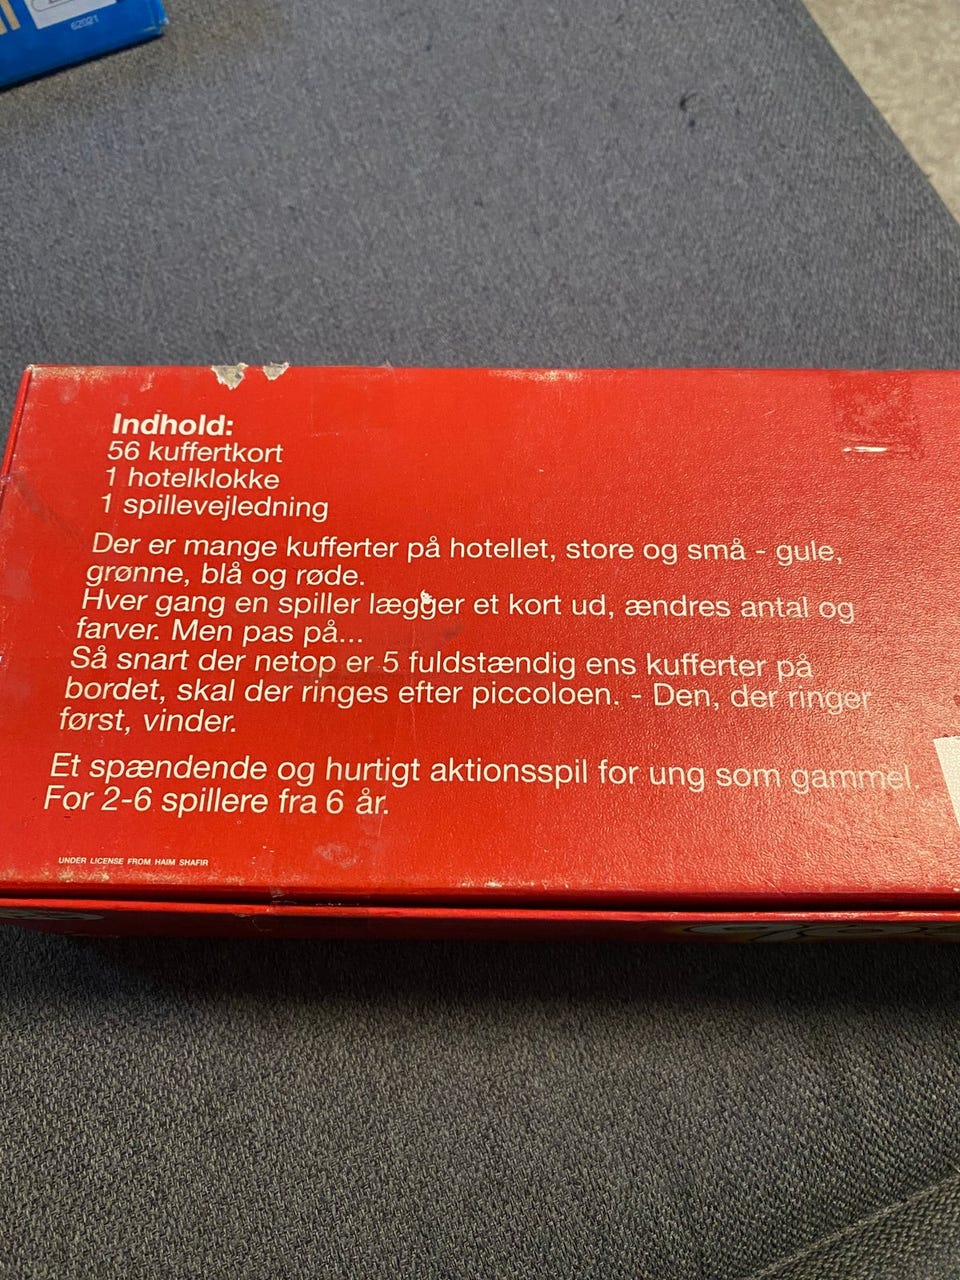 62021
Indhold:
56 kuffertkort
1 hotelklokke
1 spillevejledning
Der er mange kufferter på hotellet, store og små - gule,
grønne, blå og røde.
Hver gang en spiller lægger et kort ud, ændres antal og
farver. Men pas på...
Så snart der netop er 5 fuldstændig ens kufferter på
bordet, skal der ringes efter piccoloen. - Den, der ringer
først, vinder.
Et spændende og hurtigt aktionsspil for ung som gammel.
For 2-6 spillere fra 6 år.
UNDER LICENSE FROM HAIM SHAFIR